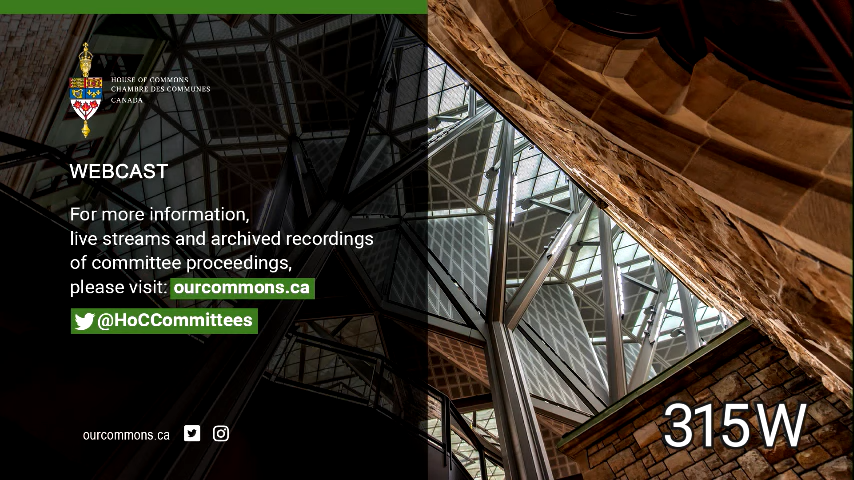 HOUSE OF COMMONS
CHAMBRE DES COMMUNES
CANADA
WEBCAST
For more information,
live streams and archived recordings
of committee proceedings,
please visit: ourcommons.ca
@HoCCommittees
ourcommons.ca
315W